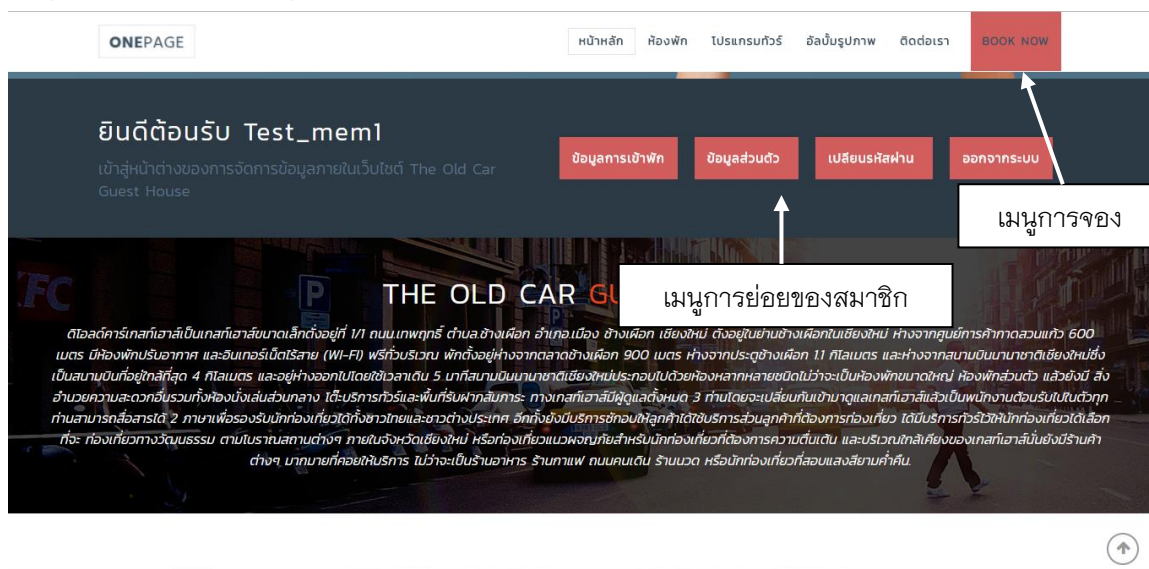 ONEPAGE
หน้าหลัก ห้องพัก โปรแกรมทัวร์ อัลบั้มรูปภาพ ติดต่อเรา BOOK NOW
ยินดีต้อนรับ Test_mem1
เข้าสู่หน้าต่างของการจัดการข้อมูลภายในเว็บไซต์ The Old Car
Guest House
ข้อมูลการเข้าพัก ข้อมูลส่วนตัว เปลี่ยนรหัสผ่าน ออกจากระบบ
เมนูการจอง
เมนูการย่อยของสมาชิก
KFC
P
THE OLD CAR
ดิโอลด์คาร์เกสท์เฮาส์เป็นเกสท์เฮาส์ขนาดเล็กตั้งอยู่ที่ 1/1 ถนน.เทพฤทธิ์ ตำบล.ช้างเผือก อำเภอ.เมือง ช้างเผือก เชียงใหม่ ตั้งอยู่ในย่านช้างเผือกในเชียงใหม่ ห่างจากศูนย์การค้ากาดสวนแก้ว 600
เมตร มีห้องพักปรับอากาศ และอินเทอร์เน็ตไร้สาย (WI-FI) ฟรีทั่วบริเวณ พักตั้งอยู่ห่างจากตลาดช้างเผือก 900 เมตร ห่างจากประตูช้างเผือก 1.1 กิโลเมตร และห่างจากสนามบินนานาชาติเชียงใหม่ซึ่ง
เป็นสนามบินที่อยู่ใกล้ที่สุด 4 กิโลเมตร และอยู่ห่างออกไปโดยใช้เวลาเดิน 5 นาทีสนามบินนานาชาติเชียงใหม่ประกอบไปด้วยห้องหลากหลายชนิดไม่ว่าจะเป็นห้องพักขนาดใหญ่ ห้องพักส่วนตัว แล้วยังมี สิ่ง
อำนวยความสะดวกอื่นรวมทั้งห้องนั่งเล่นส่วนกลาง โต๊ะบริการทัวร์และพื้นที่รับฝากสัมภาระ ทางเกสท์เฮาส์มีผู้ดูแลทั้งหมด 3 ท่านโดยจะเปลี่ยนกันเข้ามาดูแลเกสท์เฮาส์แล้วเป็นพนักงานต้อนรับไปในตัวทุก
ท่านสามารถสื่อสารได้ 2 ภาษาเพื่อรองรับนักท่องเที่ยวได้ทั้งชาวไทยและชาวต่างประเทศ อีกทั้งยังมีบริการเช่าจักรยานให้ลูกค้าได้ใช้บริการส่วนลูกค้าที่ต้องการท่องเที่ยว ได้มีบริการทัวร์ไว้ให้นักท่องเที่ยวได้เลือก
ที่จะ ท่องเที่ยวทางวัฒนธรรม ตามโบราณสถานต่างๆ ภายในจังหวัดเชียงใหม่ หรือท่องเที่ยวแนวผจญภัยสำหรับนักท่องเที่ยวที่ต้องการความตื่นเต้น และบริเวณใกล้เคียงของเกสท์เฮาส์นั่นยังมีร้านค้า
ต่างๆ มากมายที่คอยให้บริการ ไม่ว่าจะเป็นร้านอาหาร ร้านกาแฟ ถนนคนเดิน ร้านนวด หรือนักท่องเที่ยวที่ชอบแสงสียามค่ำคืน.